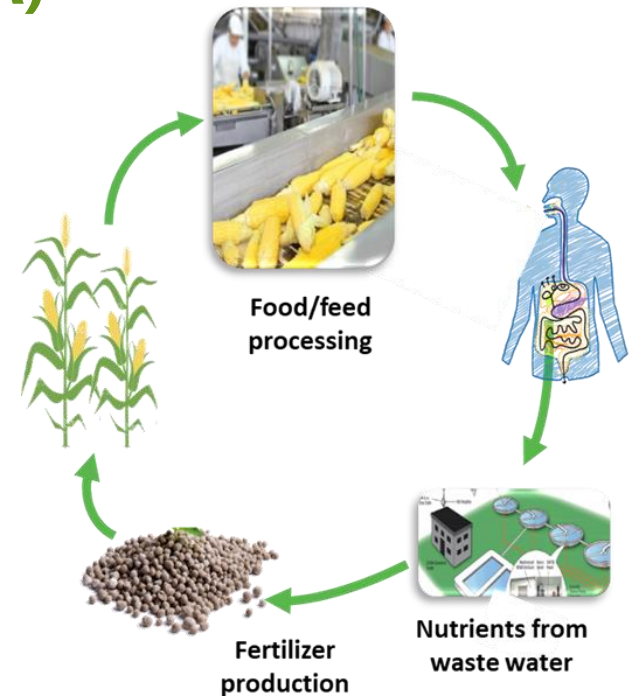 Food/feed
processing
Nutrients from
waste water
Fertilizer
production